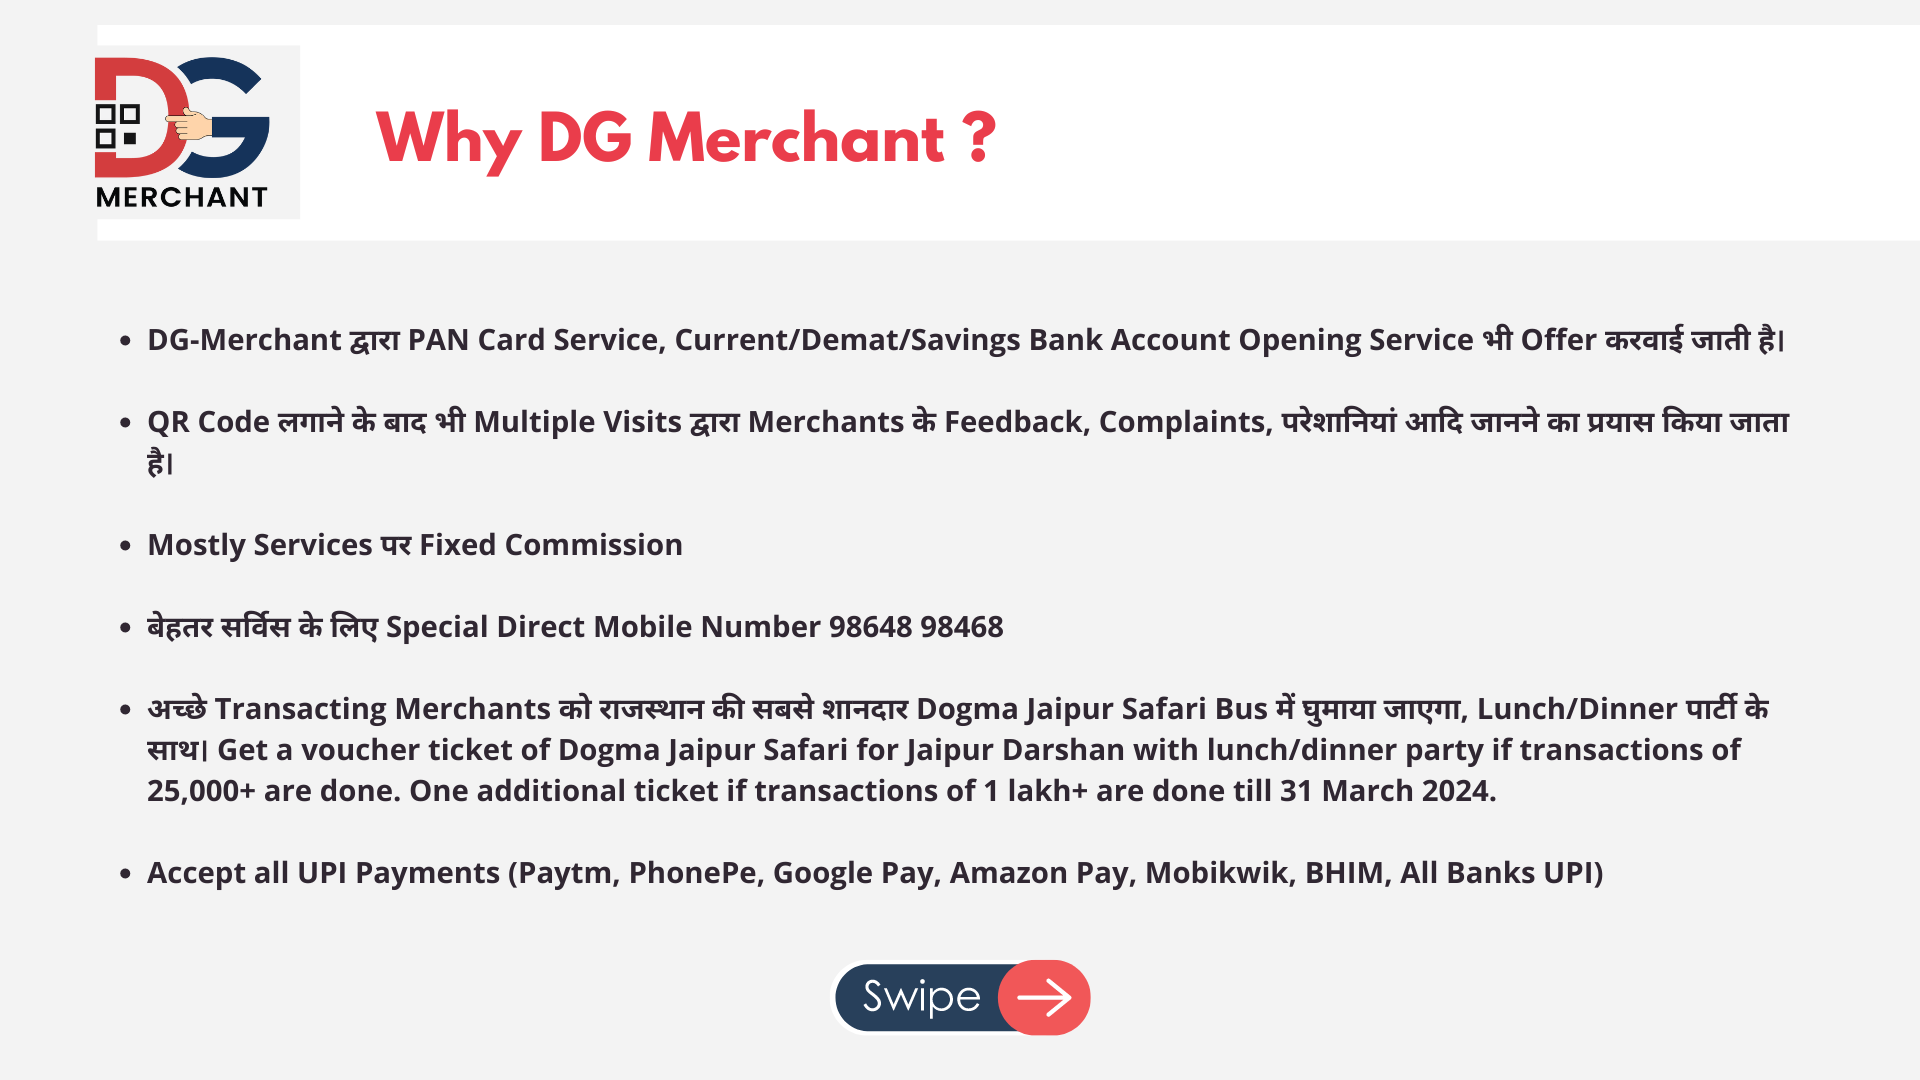 DG
MERCHANT
Why DG Merchant ?
• DG-Merchant द्वारा PAN Card Service, Current/Demat/Savings Bank Account Opening Service भी Offer करवाई जाती है।
• QR Code लगाने के बाद भी Multiple Visits द्वारा Merchants के Feedback, Complaints, परेशानियां आदि जानने का प्रयास किया जाता
है।
• Mostly Services पर Fixed Commission
• बेहतर सर्विस के लिए Special Direct Mobile Number 98648 98468
• अच्छे Transacting Merchants को राजस्थान की सबसे शानदार Dogma Jaipur Safari Bus में घुमाया जाएगा, Lunch/Dinner पार्टी के
साथ। Get a voucher ticket of Dogma Jaipur Safari for Jaipur Darshan with lunch/dinner party if transactions of
25,000+ are done. One additional ticket if transactions of 1 lakh+ are done till 31 March 2024.
• Accept all UPI Payments (Paytm, PhonePe, Google Pay, Amazon Pay, Mobikwik, BHIM, All Banks UPI)
Swipe